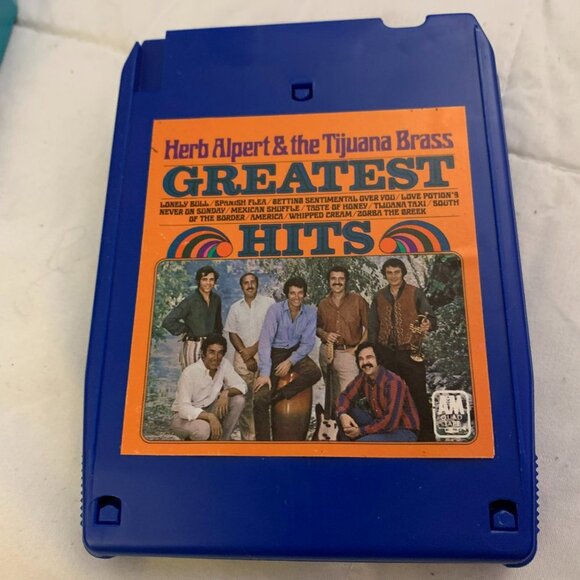 Herb Alpert & the Tijuana Brass
GREATEST
LONELY BULL / SPANISH FLEA / GETTING SENTIMENTAL OVER YOU / LOVE POTION #9
NEVER ON SUNDAY / MEXICAN SHUFFLE / TASTE OF HONEY / TIJUANA TAXI / SOUTH
OF THE BORDER / AMERICA / WHIPPED CREAM / ZORBA THE GREEK
HITS
A&M